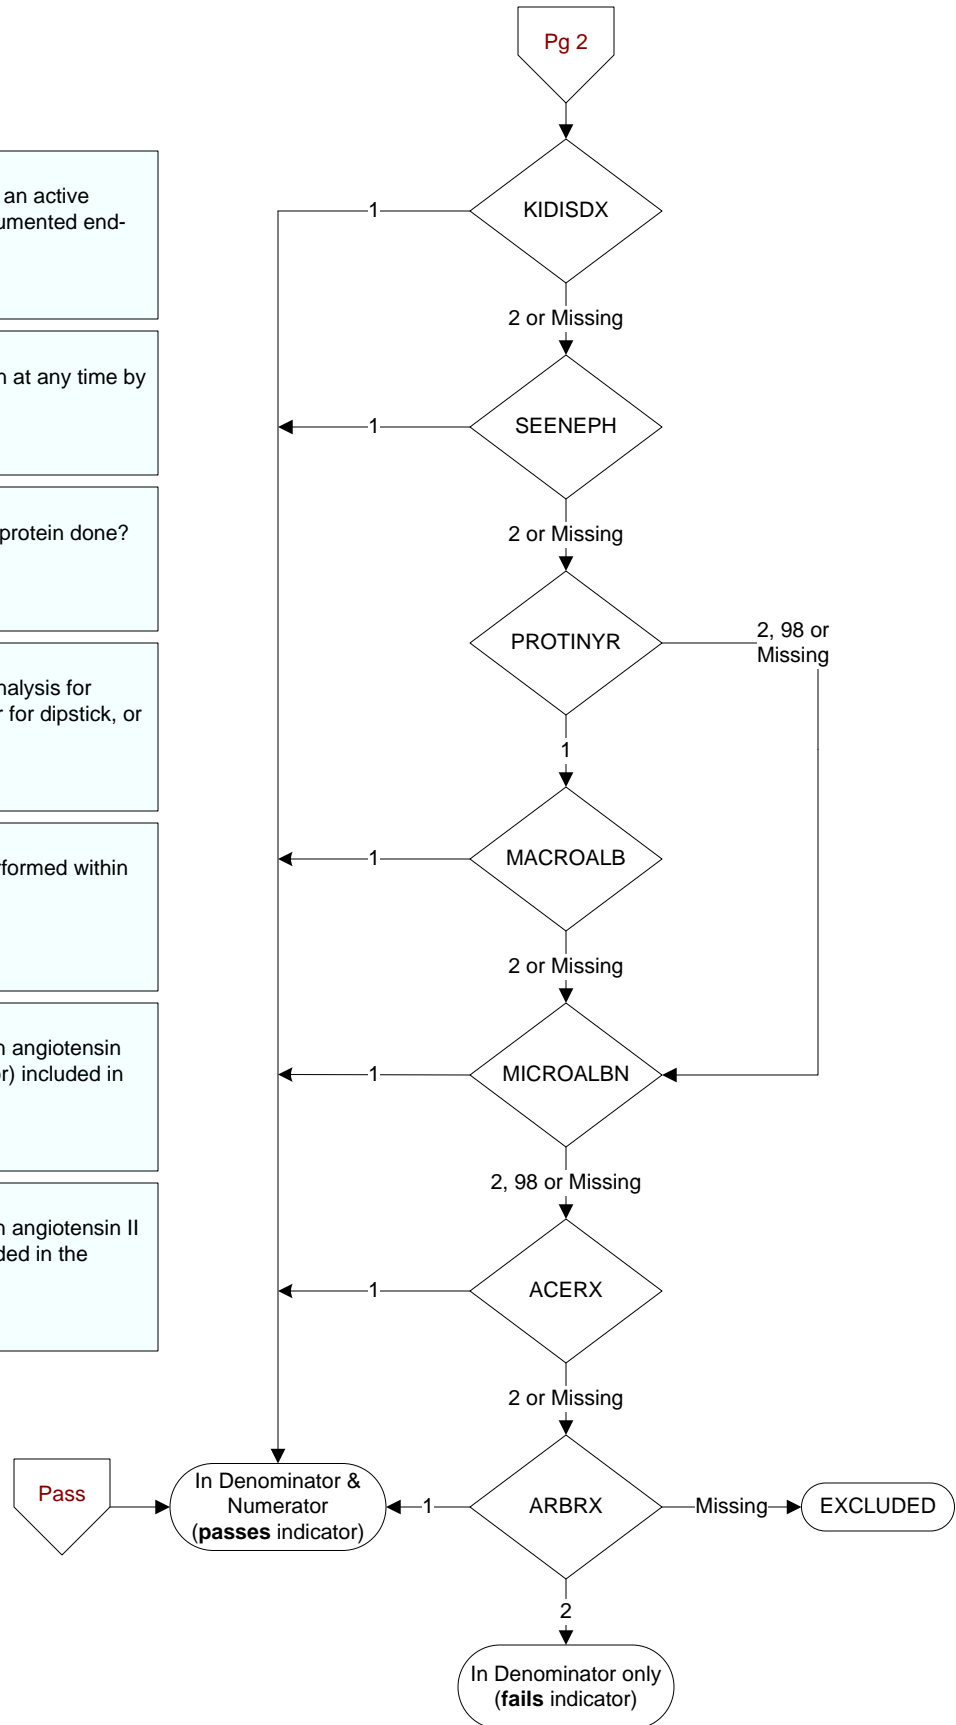 Pg 2
an active
umented end-
KIDISDX
1
2 or Missing
n at any time by
SEENEPH
1
2 or Missing
protein done?
PROTINYR
2, 98 or
Missing
1
nalysis for
r for dipstick, or
MACROALB
1
2 or Missing
rformed within
MICROALBN
1
2, 98 or Missing
n angiotensin
or) included in
ACERX
1
2 or Missing
n angiotensin II
ded in the
Pass
In Denominator &
Numerator
(passes indicator)
1
ARBRX
Missing
EXCLUDED
2
In Denominator only
(fails indicator)